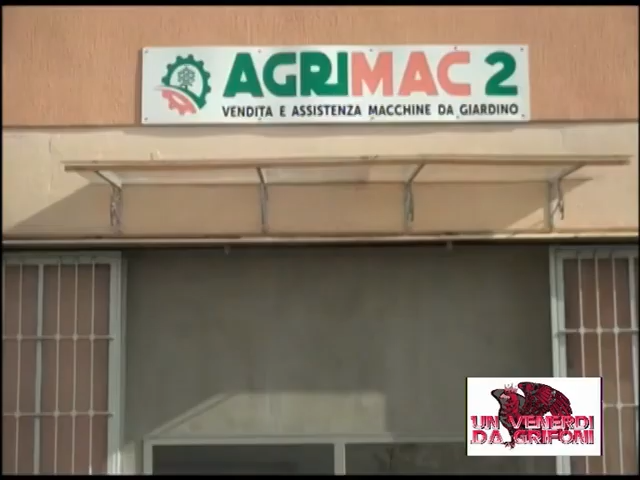 AGRIMAC 2
VENDITA E ASSISTENZA MACCHINE DA GIARDINO
UN VENERDI
DA GRIFONI